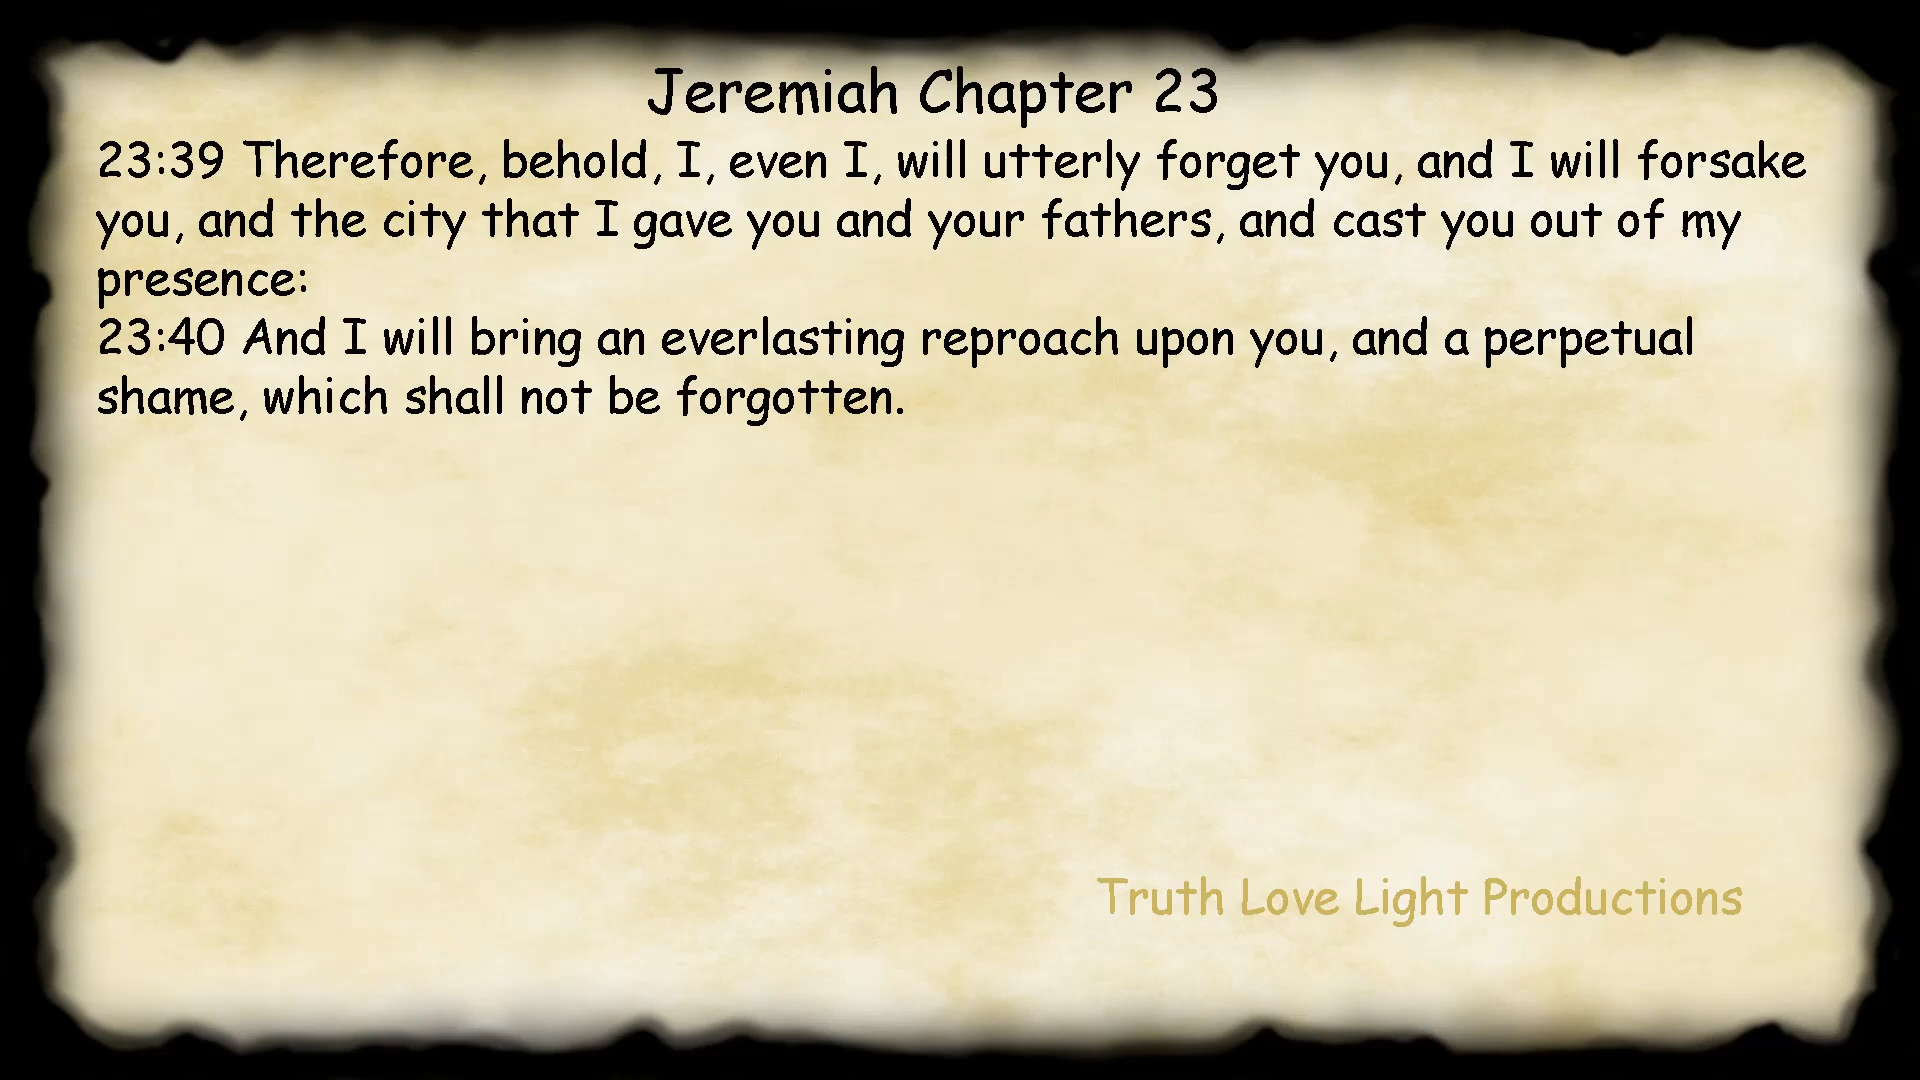 Jeremiah Chapter 23
23:39 Therefore, behold, I, even I, will utterly forget you, and I will forsake
you, and the city that I gave you and your fathers, and cast you out of my
presence:
23:40 And I will bring an everlasting reproach upon you, and a perpetual
shame, which shall not be forgotten.
Truth Love Light Productions